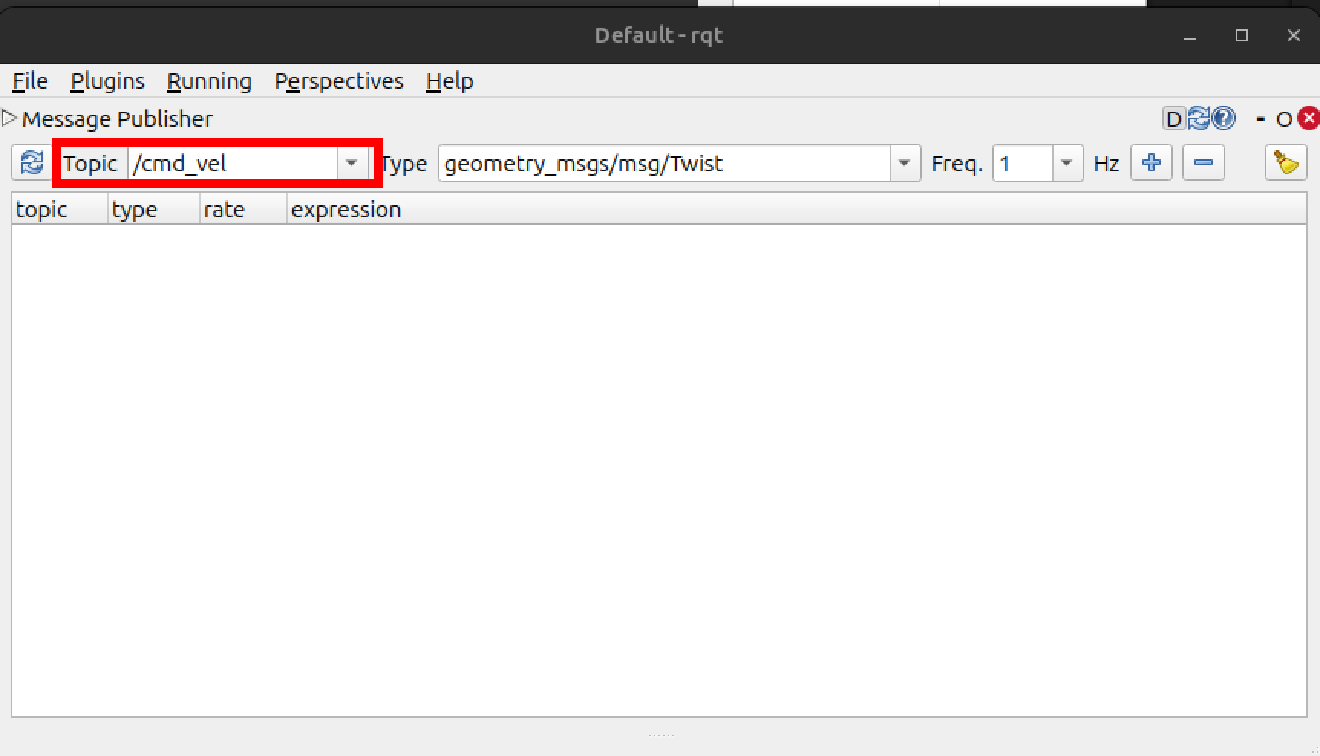 Default - rqt
File Plugins Running Perspectives Help
Message Publisher D ? - O
Topic /cmd_vel Type geometry_msgs/msg/Twist Freq. 1 Hz
topic type rate expression